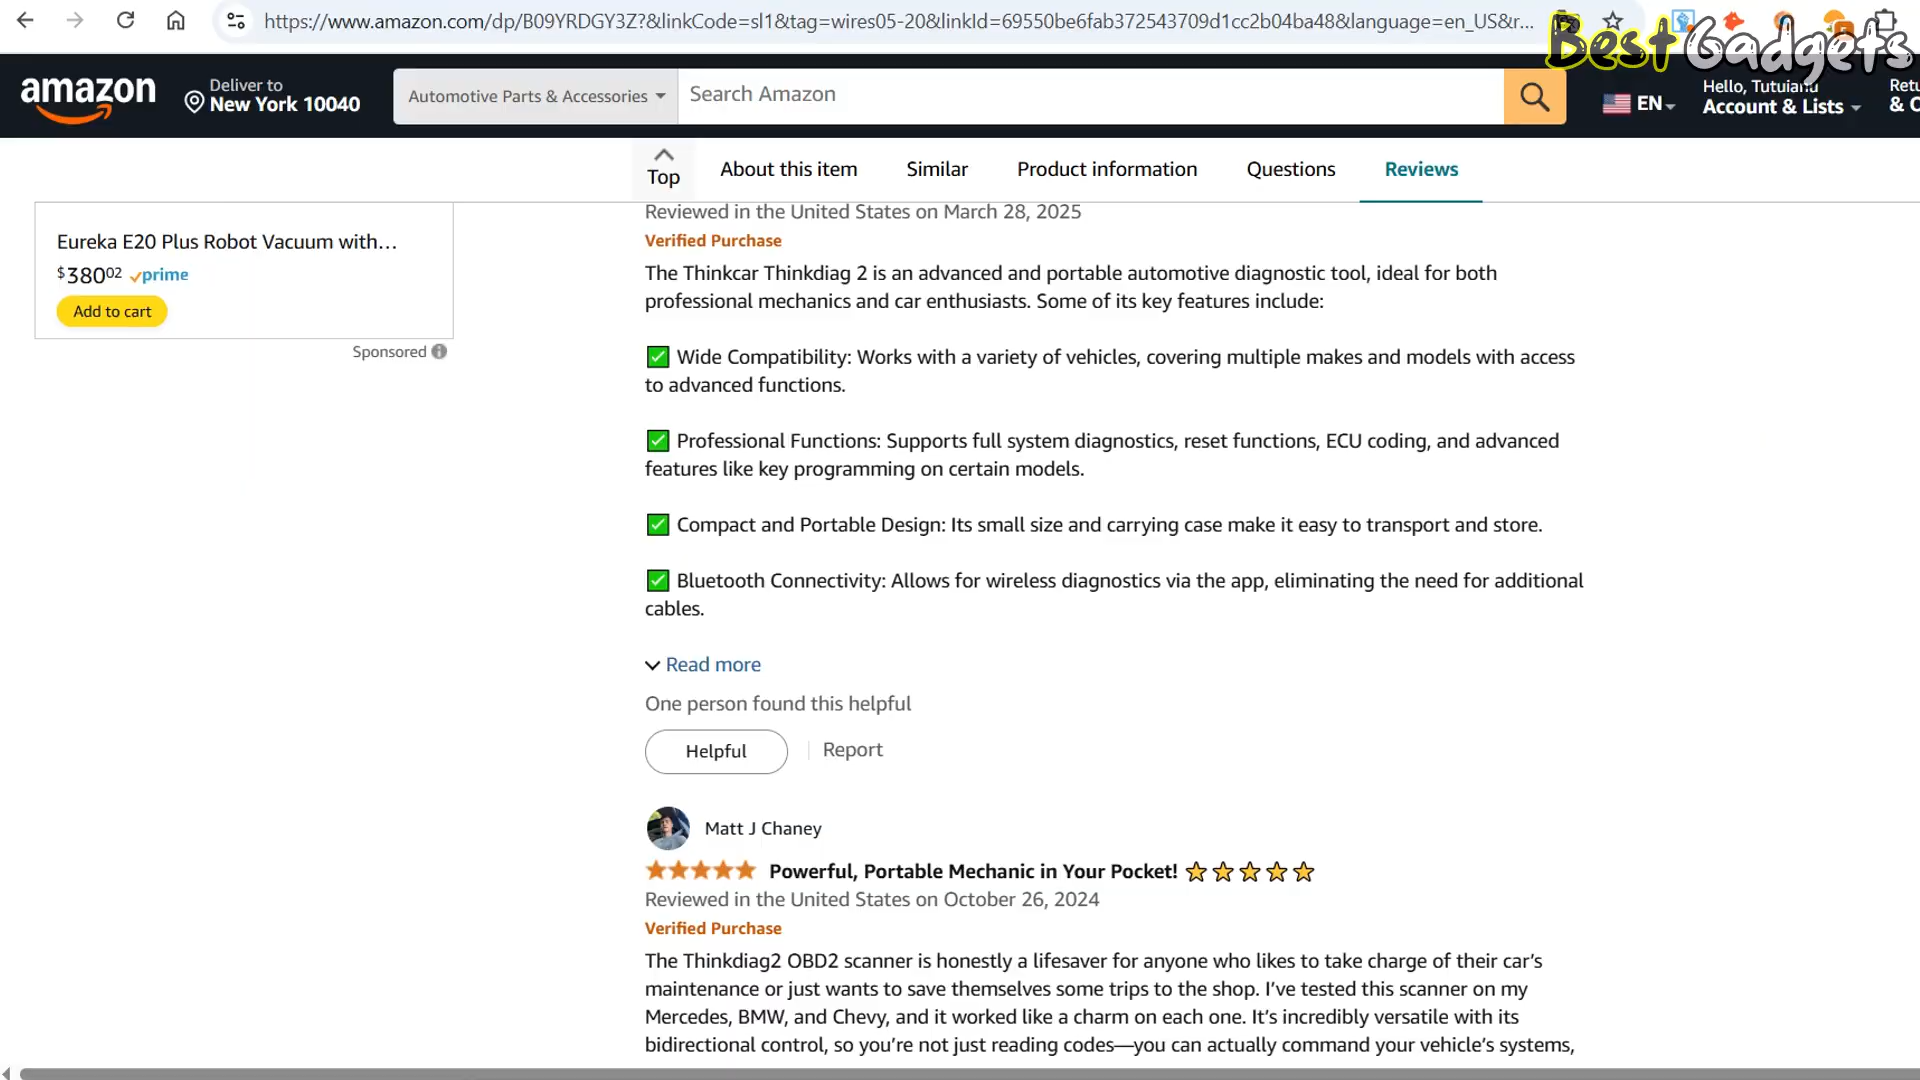 https://www.amazon.com/dp/B09YRDGY3Z?&linkCode=sl1&tag=wires05-20&linkId=69550be6fab372543709d1cc2b04ba48&language=en_US&r...
BestGadgets
amazon
Deliver to
New York 10040
Automotive Parts & Accessories
Search Amazon
EN
Hello, Tutuianu
Account & Lists
Retu
& O
Top
About this item
Similar
Product information
Questions
Reviews
Eureka E20 Plus Robot Vacuum with...
$38002 prime
Add to cart
Sponsored
Reviewed in the United States on March 28, 2025
Verified Purchase
The Thinkcar Thinkdiag 2 is an advanced and portable automotive diagnostic tool, ideal for both
professional mechanics and car enthusiasts. Some of its key features include:
✅ Wide Compatibility: Works with a variety of vehicles, covering multiple makes and models with access
to advanced functions.
✅ Professional Functions: Supports full system diagnostics, reset functions, ECU coding, and advanced
features like key programming on certain models.
✅ Compact and Portable Design: Its small size and carrying case make it easy to transport and store.
✅ Bluetooth Connectivity: Allows for wireless diagnostics via the app, eliminating the need for additional
cables.
Read more
One person found this helpful
Helpful
Report
Matt J Chaney
Powerful, Portable Mechanic in Your Pocket! ⭐⭐⭐⭐⭐
Reviewed in the United States on October 26, 2024
Verified Purchase
The Thinkdiag2 OBD2 scanner is honestly a lifesaver for anyone who likes to take charge of their car's
maintenance or just wants to save themselves some trips to the shop. I've tested this scanner on my
Mercedes, BMW, and Chevy, and it worked like a charm on each one. It's incredibly versatile with its
bidirectional control, so you're not just reading codes—you can actually command your vehicle's systems,